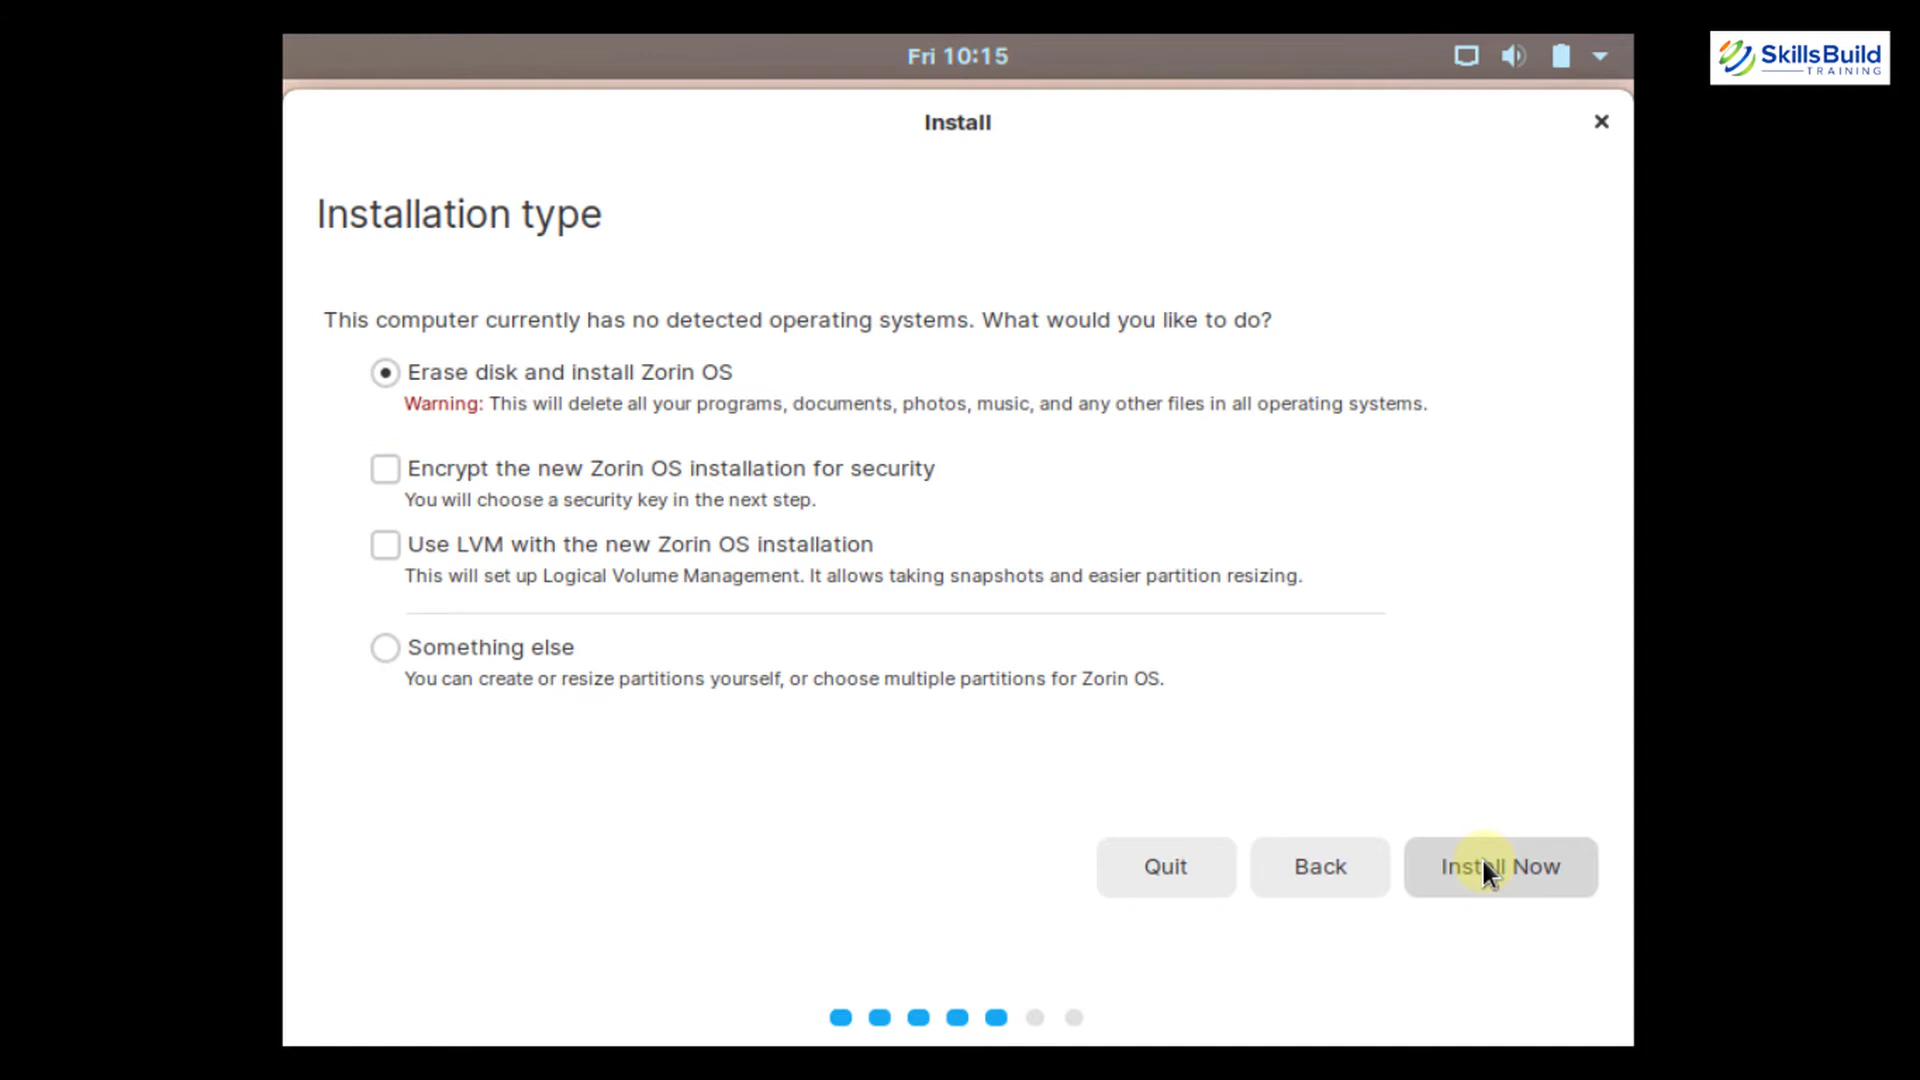 Fri 10:15
SkillsBuild
TRAINING
Install
Installation type
This computer currently has no detected operating systems. What would you like to do?
Erase disk and install Zorin OS
Warning: This will delete all your programs, documents, photos, music, and any other files in all operating systems.
Encrypt the new Zorin OS installation for security
You will choose a security key in the next step.
Use LVM with the new Zorin OS installation
This will set up Logical Volume Management. It allows taking snapshots and easier partition resizing.
Something else
You can create or resize partitions yourself, or choose multiple partitions for Zorin OS.
Quit
Back
Install Now